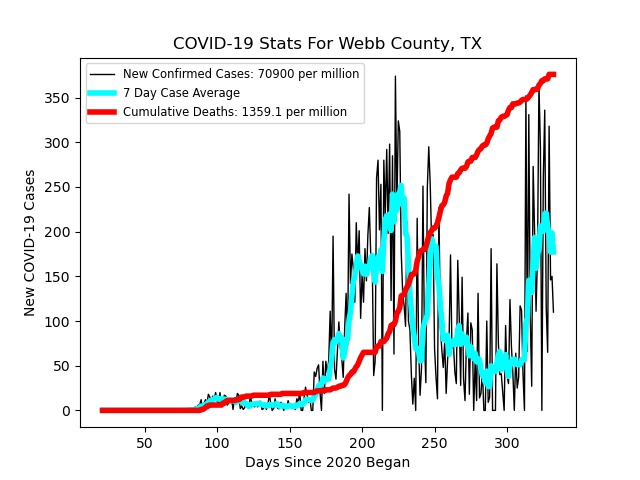 COVID-19 Stats For Webb County, TX
New Confirmed Cases: 70900 per million
7 Day Case Average
Cumulative Deaths: 1359.1 per million
New COVID-19 Cases
350
300
250
200
150
100
50
0
50
100
150
200
250
300
Days Since 2020 Began